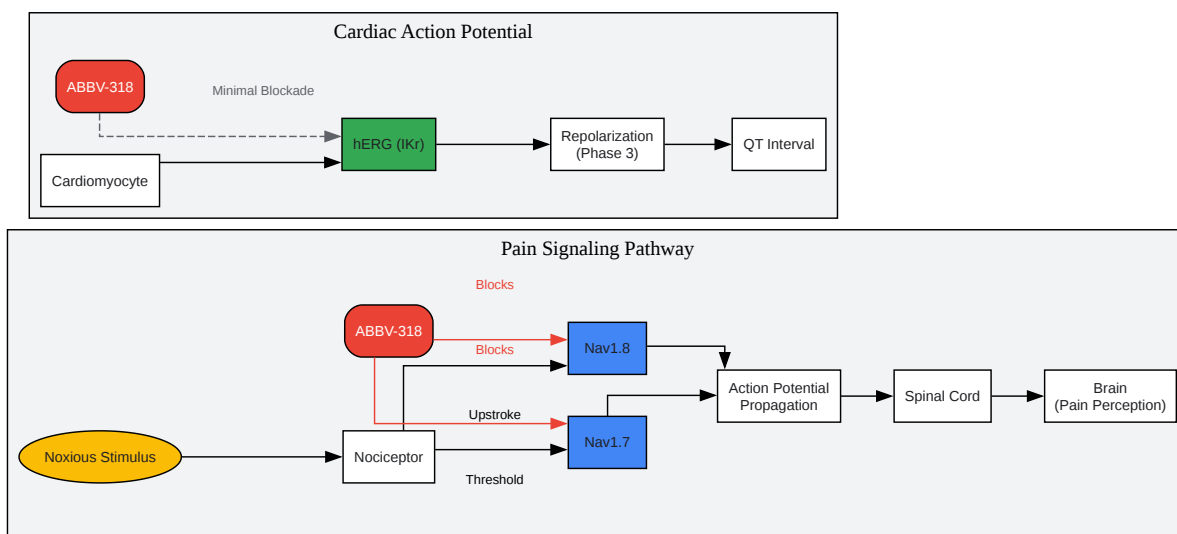 Cardiac Action Potential
ABBV-318
Minimal Blockade
hERG (IKr)
Repolarization
(Phase 3)
QT Interval
Cardiomyocyte
Pain Signaling Pathway
Blocks
ABBV-318
Blocks
Nav1.8
Action Potential
Propagation
Spinal Cord
Brain
(Pain Perception)
Upstroke
Nav1.7
Noxious Stimulus
Nociceptor
Threshold